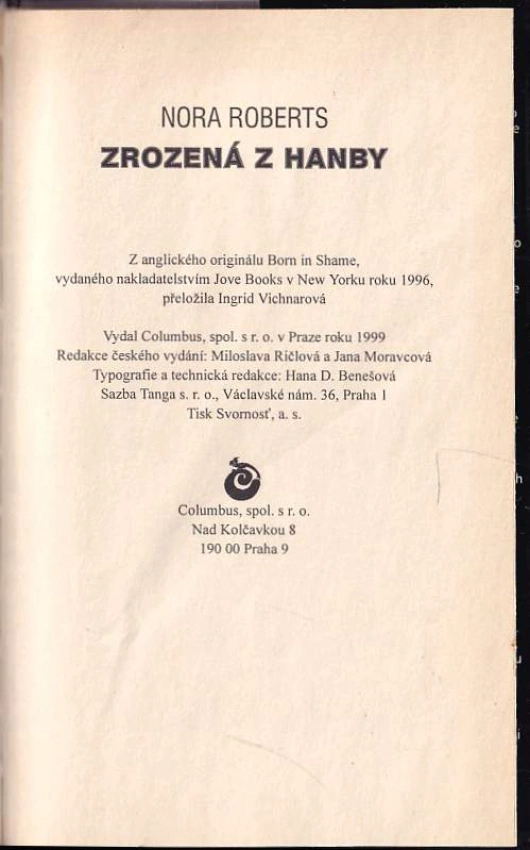 NORA ROBERTS
ZROZENÁ Z HANBY
Z anglického originálu Born in Shame,
vydaného nakladatelstvím Jove Books v New Yorku roku 1996,
přeložila Ingrid Vichnarová
Vydal Columbus, spol. s r. o. v Praze roku 1999
Redakce českého vydání: Miloslava Ričlová a Jana Moravcová
Typografie a technická redakce: Hana D. Benešová
Sazba Tanga s. r. o., Václavské nám. 36, Praha 1
Tisk Svornosť, a. s.
Columbus, spol. s r. o.
Nad Kolčavkou 8
190 00 Praha 9